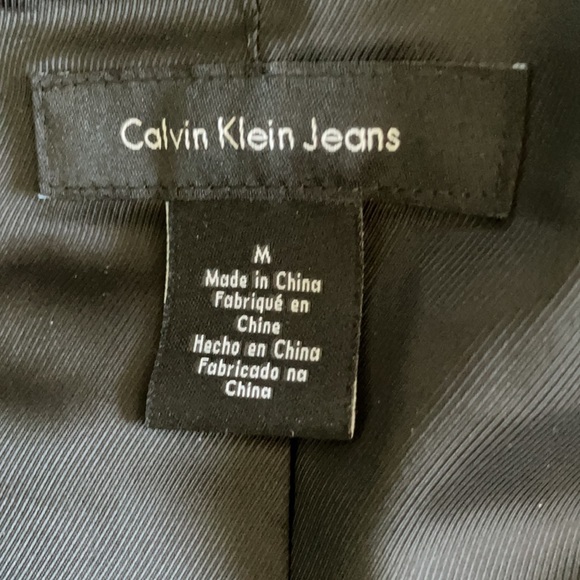 Calvin Klein Jeans
M
Made in China
Fabriqué en
Chine
Hecho en China
Fabricado na
China